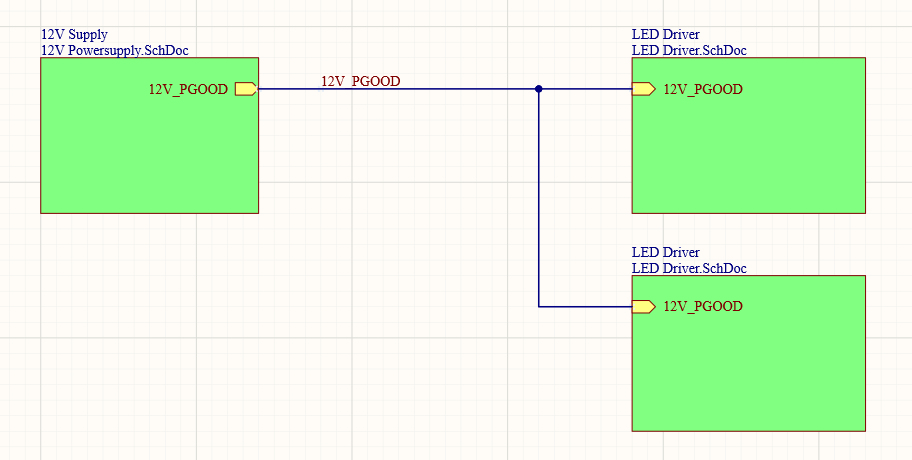 12V Supply
12V Powersupply.SchDoc
12V_PGOOD
12V_PGOOD
LED Driver
LED Driver.SchDoc
12V_PGOOD
LED Driver
LED Driver.SchDoc
12V_PGOOD